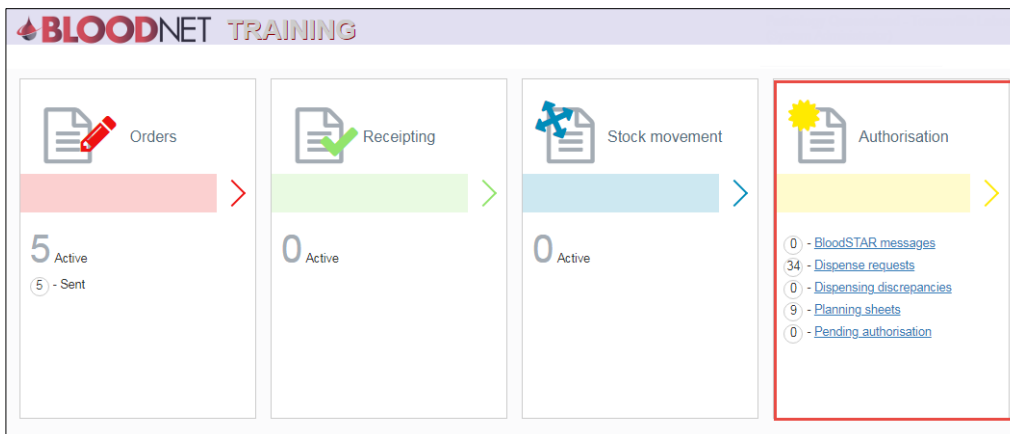 BLOODNET TRAINING
Orders
5 Active
5 - Sent
Receipting
0 Active
Stock movement
0 Active
Authorisation
0 - BloodSTAR messages
34 - Dispense requests
0 - Dispensing discrepancies
9 - Planning sheets
0 - Pending authorisation